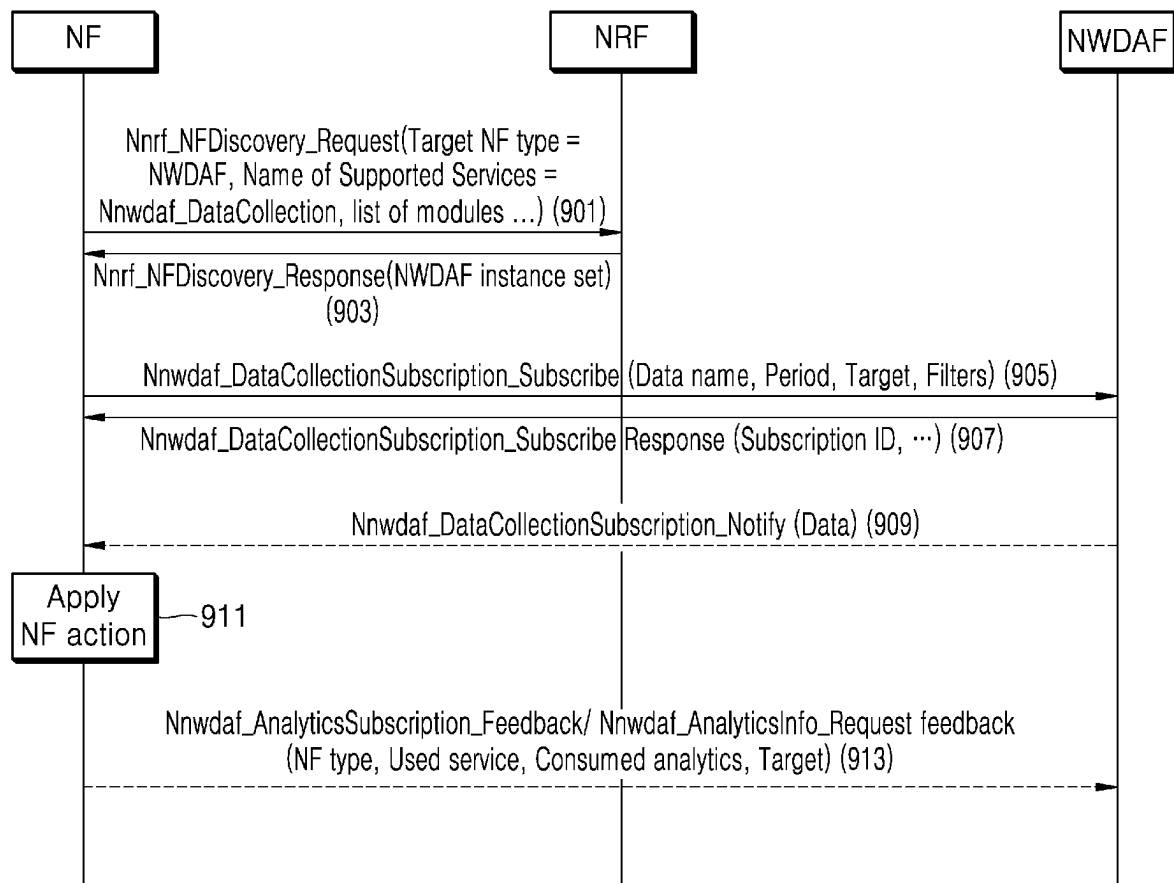 NF
NRF
NWDAF
Nnrf_NFDiscovery_Request(Target NF type =
NWDAF, Name of Supported Services =
Nnwdaf_DataCollection, list of modules ...) (901)
Nnrf_NFDiscovery_Response(NWDAF instance set)
(903)
Nnwdaf_DataCollectionSubscription_Subscribe (Data name, Period, Target, Filters) (905)
Nnwdaf_DataCollectionSubscription_Subscribe Response (Subscription ID, ⋯) (907)
Nnwdaf_DataCollectionSubscription_Notify (Data) (909)
Apply
NF action
911
Nnwdaf_AnalyticsSubscription_Feedback/ Nnwdaf_AnalyticsInfo_Request feedback
(NF type, Used service, Consumed analytics, Target) (913)